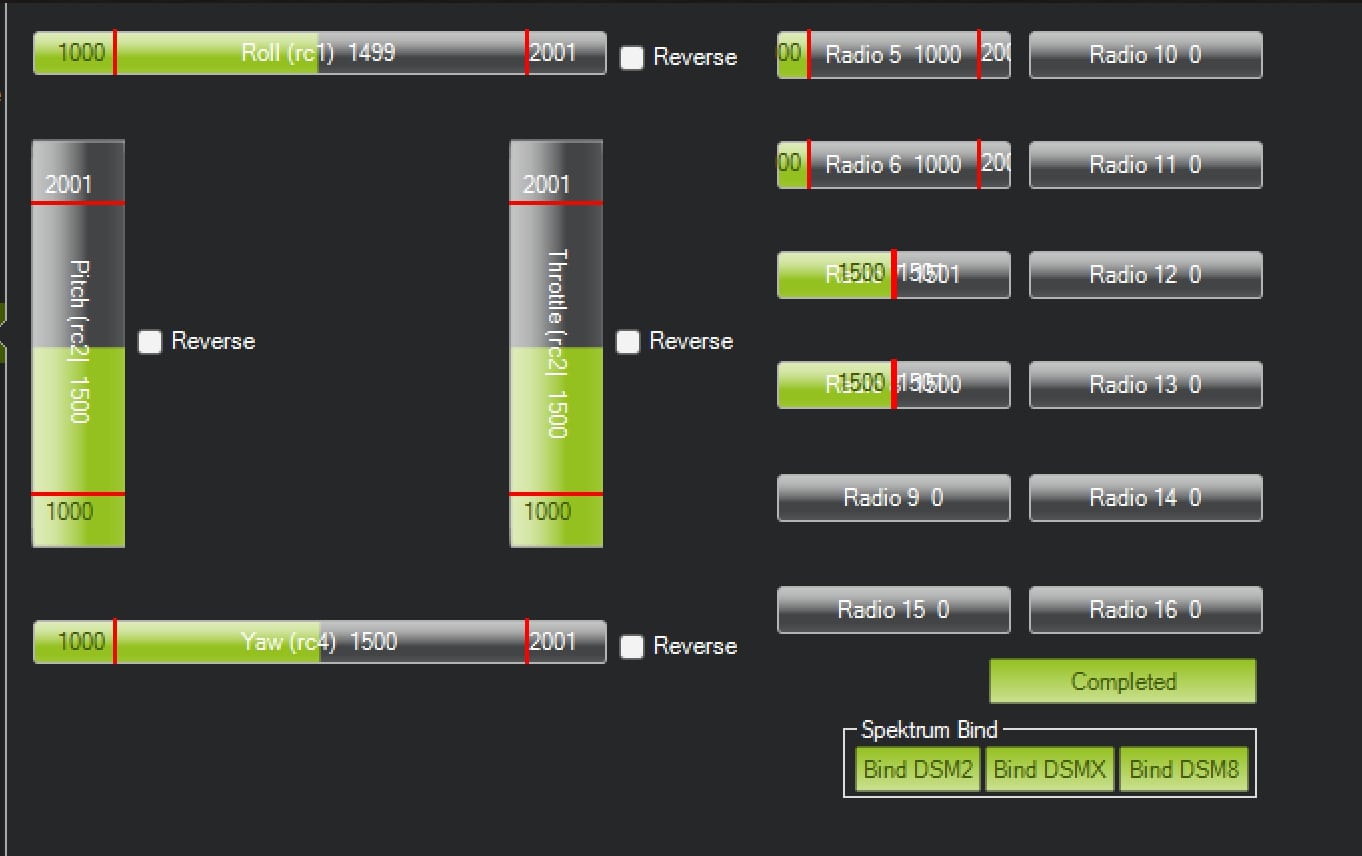 1000 Roll (rc1) 1499 2001
Reverse
2001
Pitch (rc2) 1500
1000
Reverse
2001
Throttle (rc2) 1500
1000
Reverse
1000 Yaw (rc4) 1500 2001
Reverse
00 Radio 5 1000 200
Radio 10 0
00 Radio 6 1000 200
Radio 11 0
1500 1501
Radio 12 0
1500 1500
Radio 13 0
Radio 9 0
Radio 14 0
Radio 15 0
Radio 16 0
Completed
Spektrum Bind
Bind DSM2
Bind DSMX
Bind DSM8